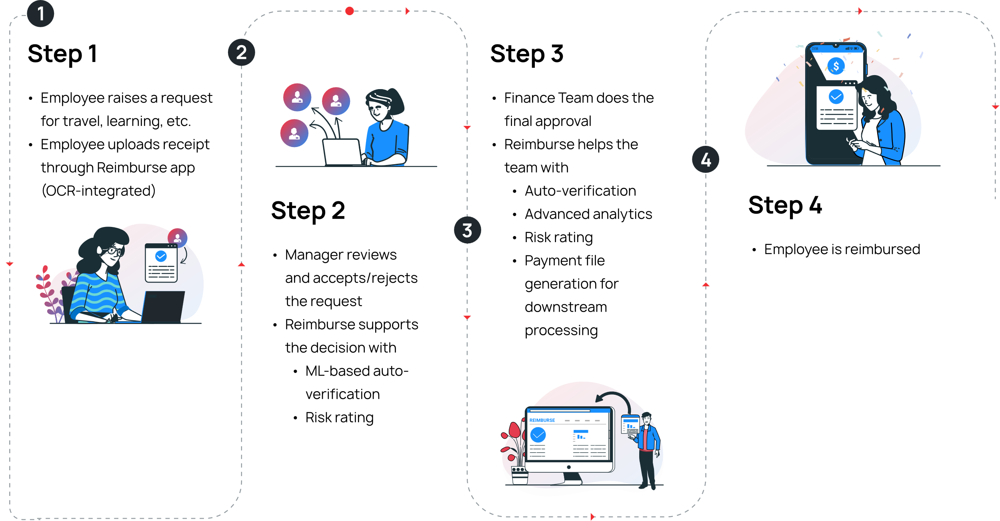 1
Step 1
• Employee raises a request
for travel, learning, etc.
• Employee uploads receipt
through Reimburse app
(OCR-integrated)
2
Step 2
• Manager reviews
and accepts/rejects
the request
• Reimburse supports
the decision with
• ML-based auto-
verification
• Risk rating
3
Step 3
• Finance Team does the
final approval
• Reimburse helps the
team with
• Auto-verification
• Advanced analytics
• Risk rating
• Payment file
generation for
downstream
processing
REIMBURSE
4
23:56
$
Step 4
• Employee is reimbursed